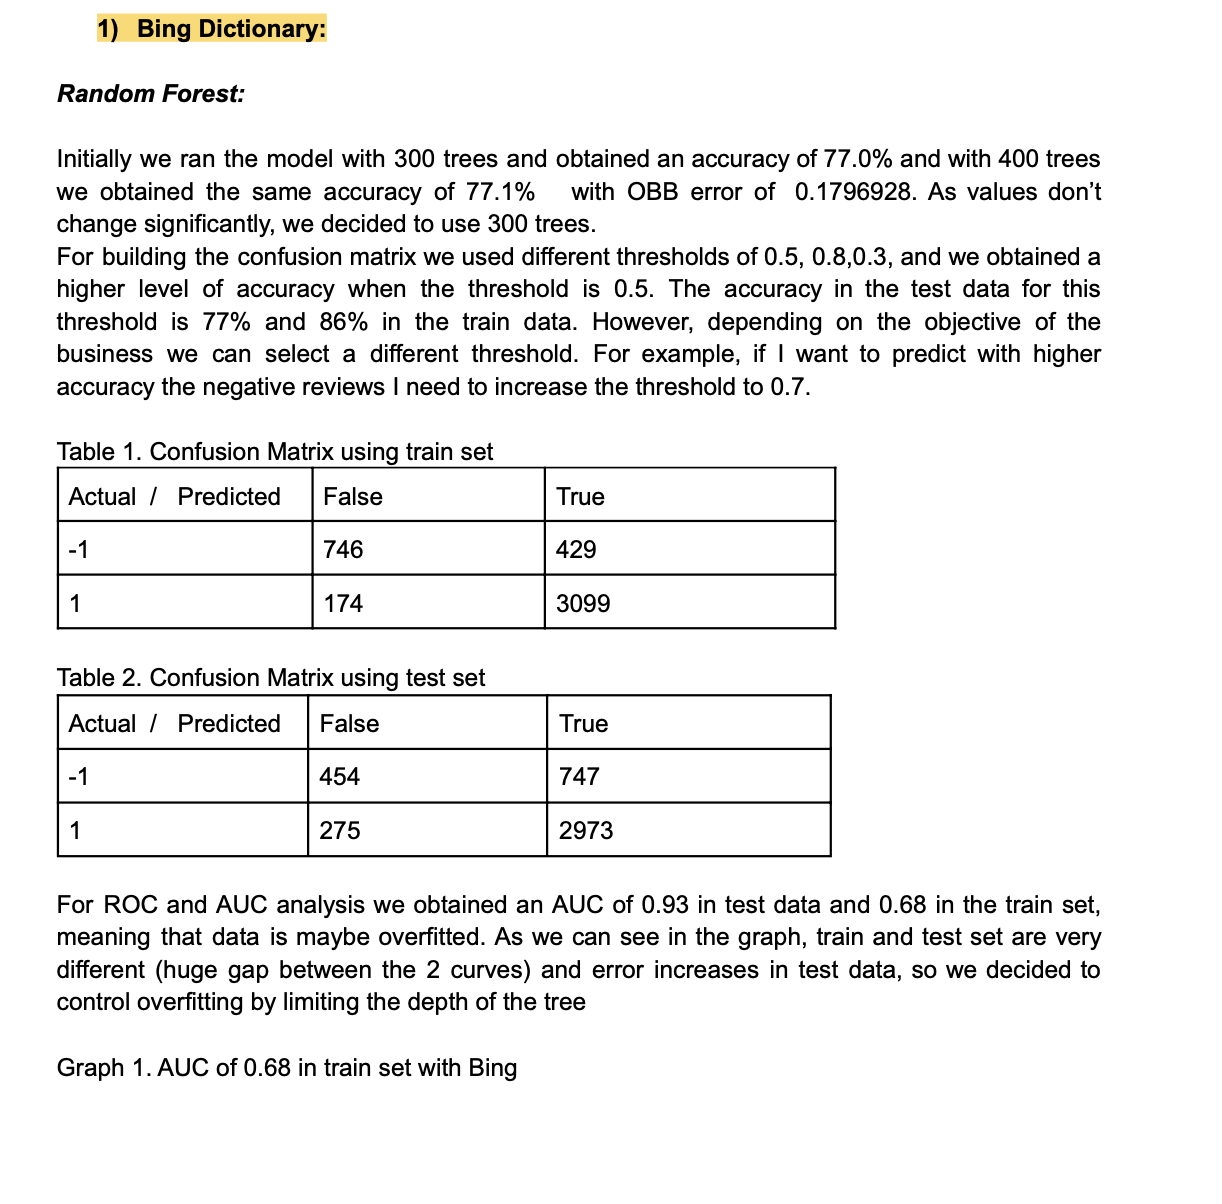 1) Bing Dictionary:
Random Forest:
Initially we ran the model with 300 trees and obtained an accuracy of 77.0% and with 400 trees
we obtained the same accuracy of 77.1% with OBB error of 0.1796928. As values don't
change significantly, we decided to use 300 trees.
For building the confusion matrix we used different thresholds of 0.5, 0.8,0.3, and we obtained a
higher level of accuracy when the threshold is 0.5. The accuracy in the test data for this
threshold is 77% and 86% in the train data. However, depending on the objective of the
business we can select a different threshold. For example, if I want to predict with higher
accuracy the negative reviews I need to increase the threshold to 0.7.
Table 1. Confusion Matrix using train set
Actual / Predicted False True
-1 746 429
1 174 3099
Table 2. Confusion Matrix using test set
Actual / Predicted False True
-1 454 747
1 275 2973
For ROC and AUC analysis we obtained an AUC of 0.93 in test data and 0.68 in the train set,
meaning that data is maybe overfitted. As we can see in the graph, train and test set are very
different (huge gap between the 2 curves) and error increases in test data, so we decided to
control overfitting by limiting the depth of the tree
Graph 1. AUC of 0.68 in train set with Bing